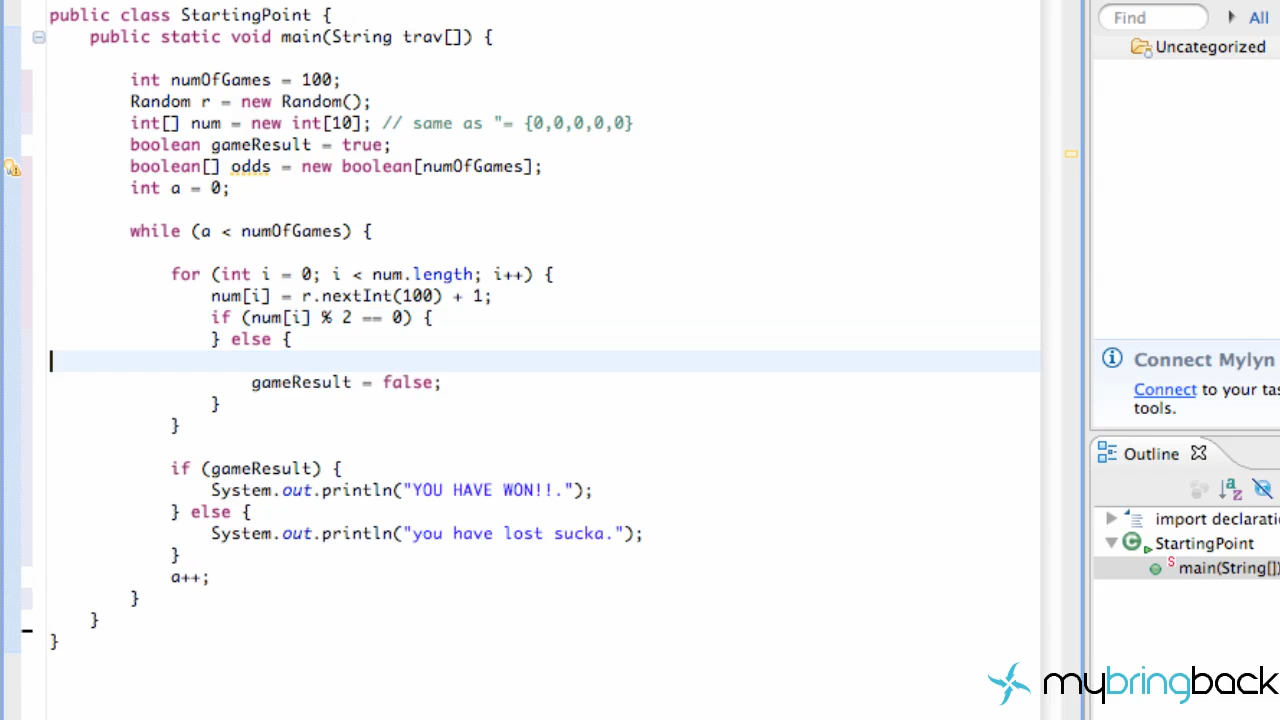 public class StartingPoint {
public static void main(String trav[]) {
int numOfGames = 100;
Random r = new Random();
int[] num = new int[10]; // same as "= {0,0,0,0,0}
boolean gameResult = true;
boolean[] odds = new boolean[numOfGames];
int a = 0;
while (a < numOfGames) {
for (int i = 0; i < num.length; i++) {
num[i] = r.nextInt(100) + 1;
if (num[i] % 2 == 0) {
} else {
gameResult = false;
}
}
if (gameResult) {
System.out.println("YOU HAVE WON!!.");
} else {
System.out.println("you have lost sucka.");
}
a++;
}
}
}
Find
All
Uncategorized
Connect Mylyn
Connect to your tas
tools.
Outline
import declaratio
StartingPoint
main(String[])
mybringback